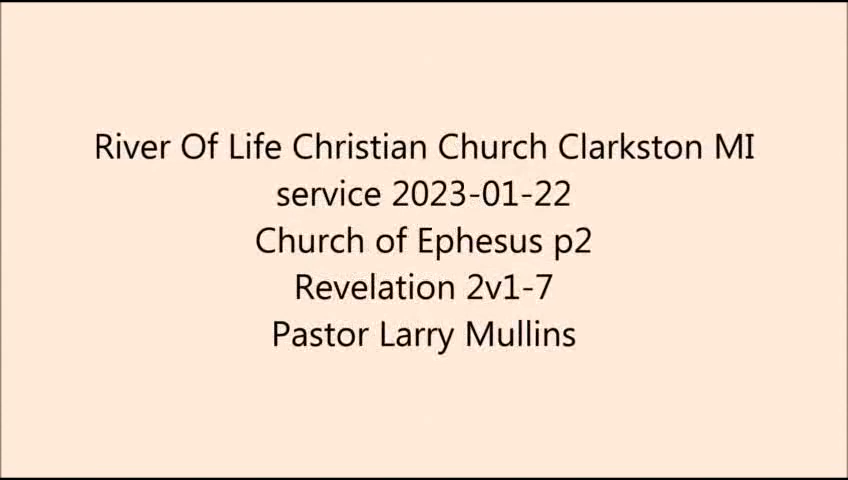 River Of Life Christian Church Clarkston MI
service 2023-01-22
Church of Ephesus p2
Revelation 2v1-7
Pastor Larry Mullins